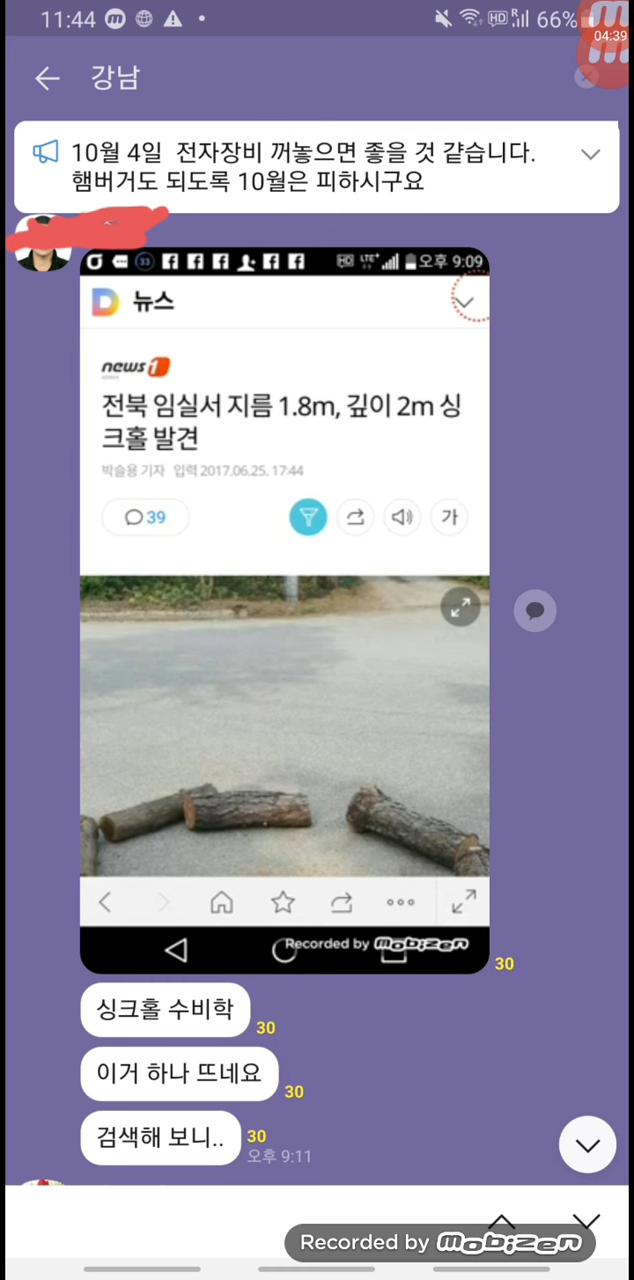 11:44
HD
R
66%
04:39
강남
10월 4일 전자장비 꺼놓으면 좋을 것 같습니다.
햄버거도 되도록 10월은 피하시구요
33
HD LTE+ 오후 9:09
뉴스
news1
전북 임실서 지름 1.8m, 깊이 2m 싱
크홀 발견
박슬용 기자 입력 2017.06.25. 17:44
39
가
Recorded by Mobizen
30
싱크홀 수비학
30
이거 하나 뜨네요
30
검색해 보니..
30
오후 9:11
Recorded by Mobizen